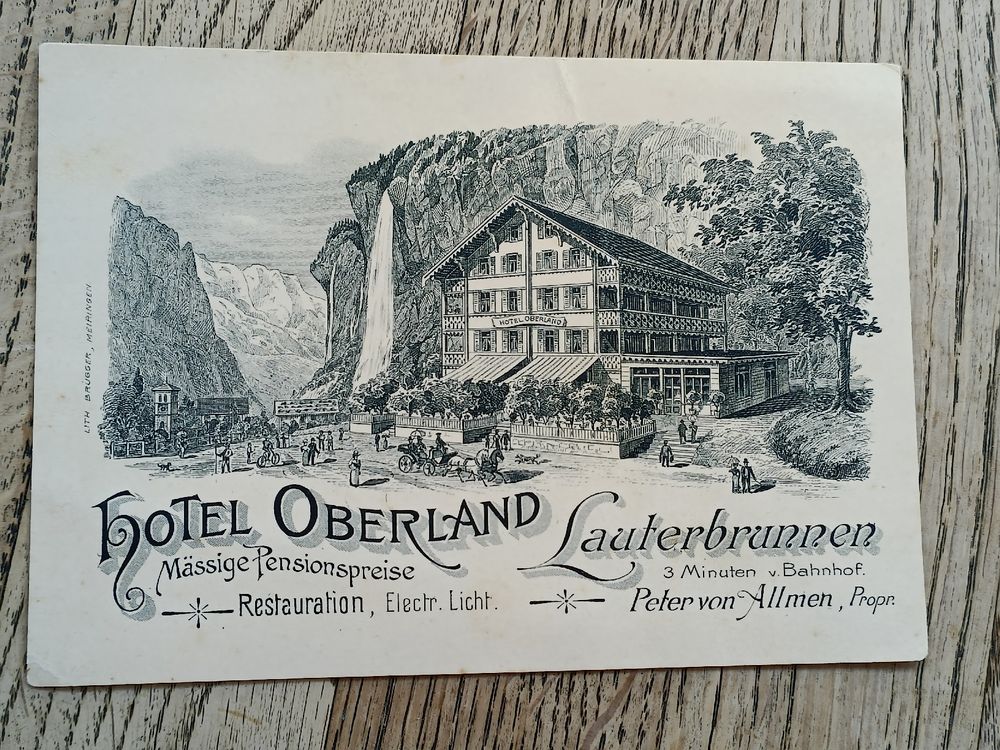 LITH. BRÜGGER, MEIRINGEN
HOTEL OBERLAND
HOTEL OBERLAND Lauterbrunnen
Mässige Pensionspreise
3 Minuten v. Bahnhof.
Restauration, Electr. Licht.
Peter von Allmen, Propr.